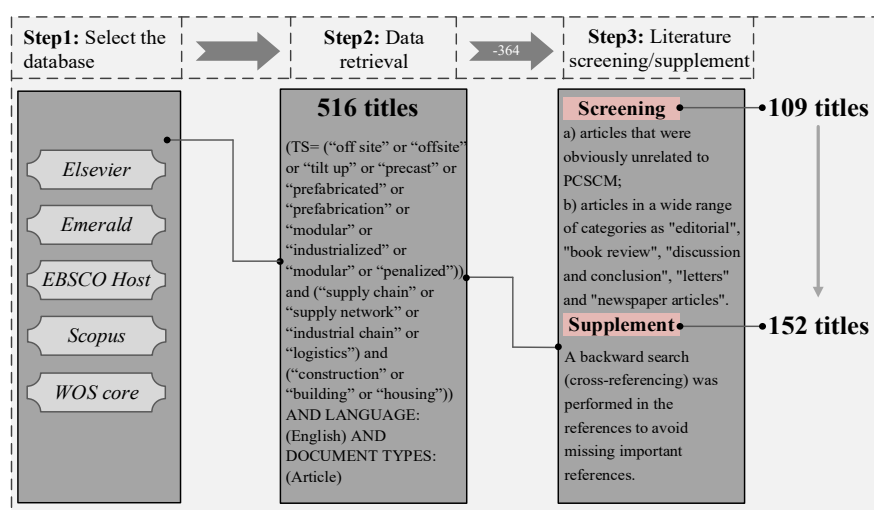 Step1: Select the
database
Step2: Data
retrieval
-364
Step3: Literature
screening/supplement
Elsevier
Emerald
EBSCO Host
Scopus
WOS core
516 titles
(TS= (“off site” or “offsite”
or “tilt up” or “precast” or
“prefabricated” or
“prefabrication” or
“modular” or
“industrialized” or
“modular” or “penalized”))
and (“supply chain” or
“supply network” or
“industrial chain” or
“logistics”) and
(“construction” or
“building” or “housing”))
AND LANGUAGE:
(English) AND
DOCUMENT TYPES:
(Article)
Screening
a) articles that were
obviously unrelated to
PCSCM;
b) articles in a wide range
of categories as "editorial",
"book review", "discussion
and conclusion", "letters"
and "newspaper articles".
Supplement
A backward search
(cross-referencing) was
performed in the
references to avoid
missing important
references.
109 titles
152 titles